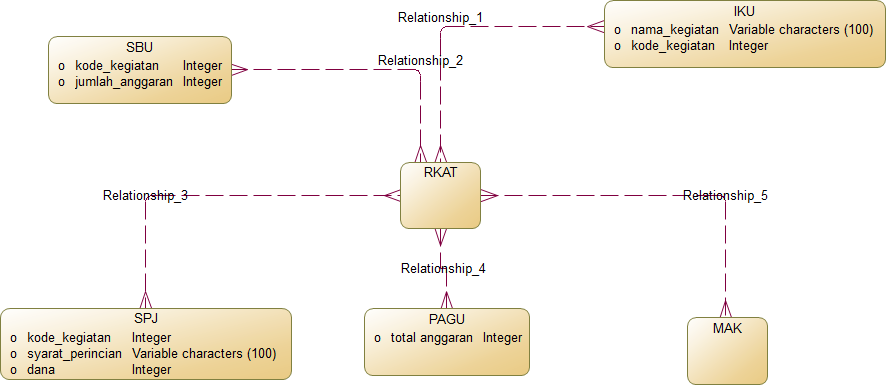 Relationship_1
IKU
o nama_kegiatan Variable characters (100)
o kode_kegiatan Integer
SBU
o kode_kegiatan Integer
o jumlah_anggaran Integer
Relationship_2
RKAT
Relationship_3
Relationship_5
Relationship_4
SPJ
o kode_kegiatan Integer
o syarat_perincian Variable characters (100)
o dana Integer
PAGU
o total anggaran Integer
MAK